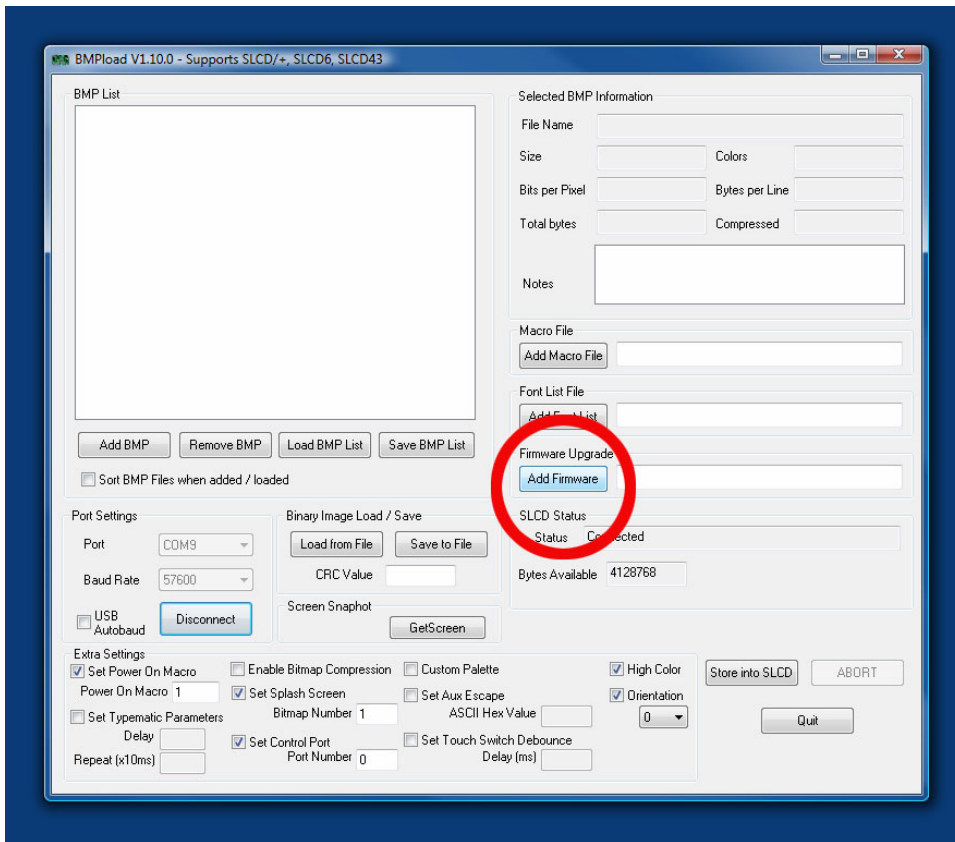 BMPload V1.10.0 - Supports SLCD/+, SLCD6, SLCD43
BMP List
Add BMP
Remove BMP
Load BMP List
Save BMP List
Sort BMP Files when added / loaded
Selected BMP Information
File Name
Size
Colors
Bits per Pixel
Bytes per Line
Total bytes
Compressed
Notes
Macro File
Add Macro File
Font List File
Add Font List
Firmware Upgrade
Add Firmware
SLCD Status
Status Connected
Bytes Available 4128768
Port Settings
Port COM9
Baud Rate 57600
USB
Autobaud
Disconnect
Binary Image Load / Save
Load from File
Save to File
CRC Value
Screen Snaphot
GetScreen
Extra Settings
Set Power On Macro
Power On Macro 1
Set Typematic Parameters
Delay
Repeat (x10ms)
Enable Bitmap Compression
Set Splash Screen
Bitmap Number 1
Set Control Port
Port Number 0
Custom Palette
Set Aux Escape
ASCII Hex Value
Set Touch Switch Debounce
Delay (ms)
High Color
Orientation
0
Store into SLCD
ABORT
Quit